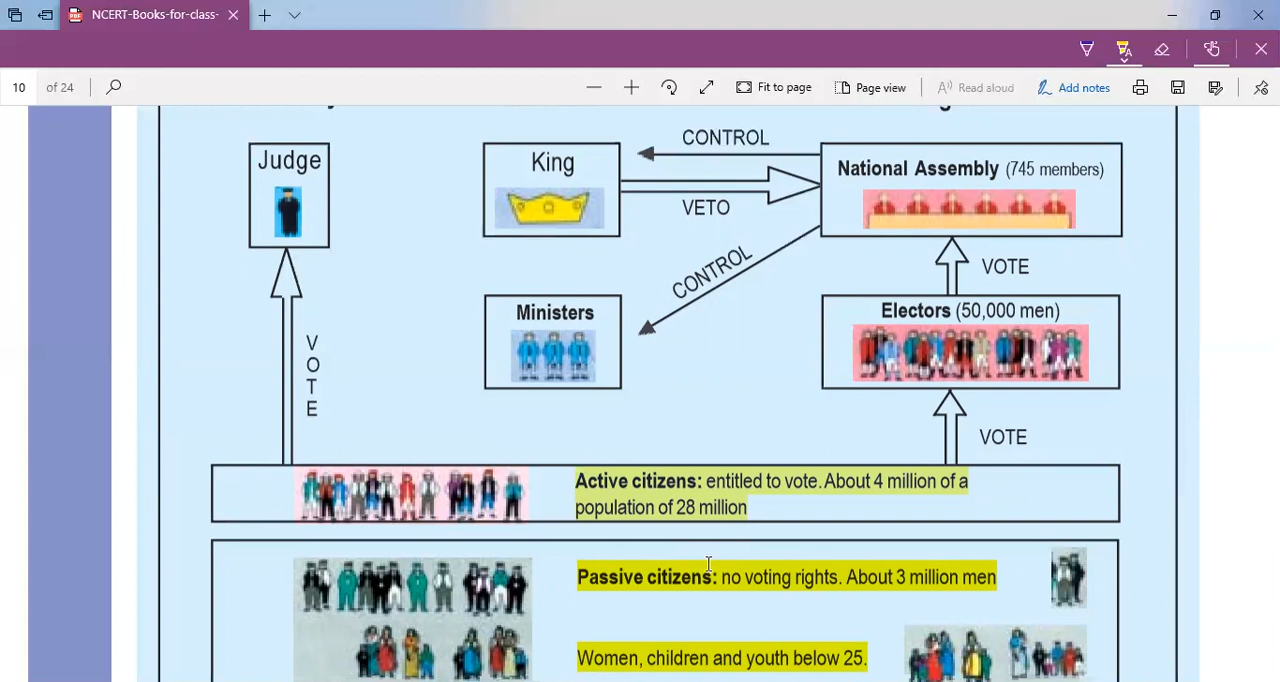 NCERT-Books-for-class-
10 of 24
Fit to page
Page view
Read aloud
Add notes
Judge
King
CONTROL
VETO
National Assembly (745 members)
CONTROL
Ministers
VOTE
Electors (50,000 men)
VOTE
VOTE
Active citizens: entitled to vote. About 4 million of a
population of 28 million
Passive citizens: no voting rights. About 3 million men
Women, children and youth below 25.